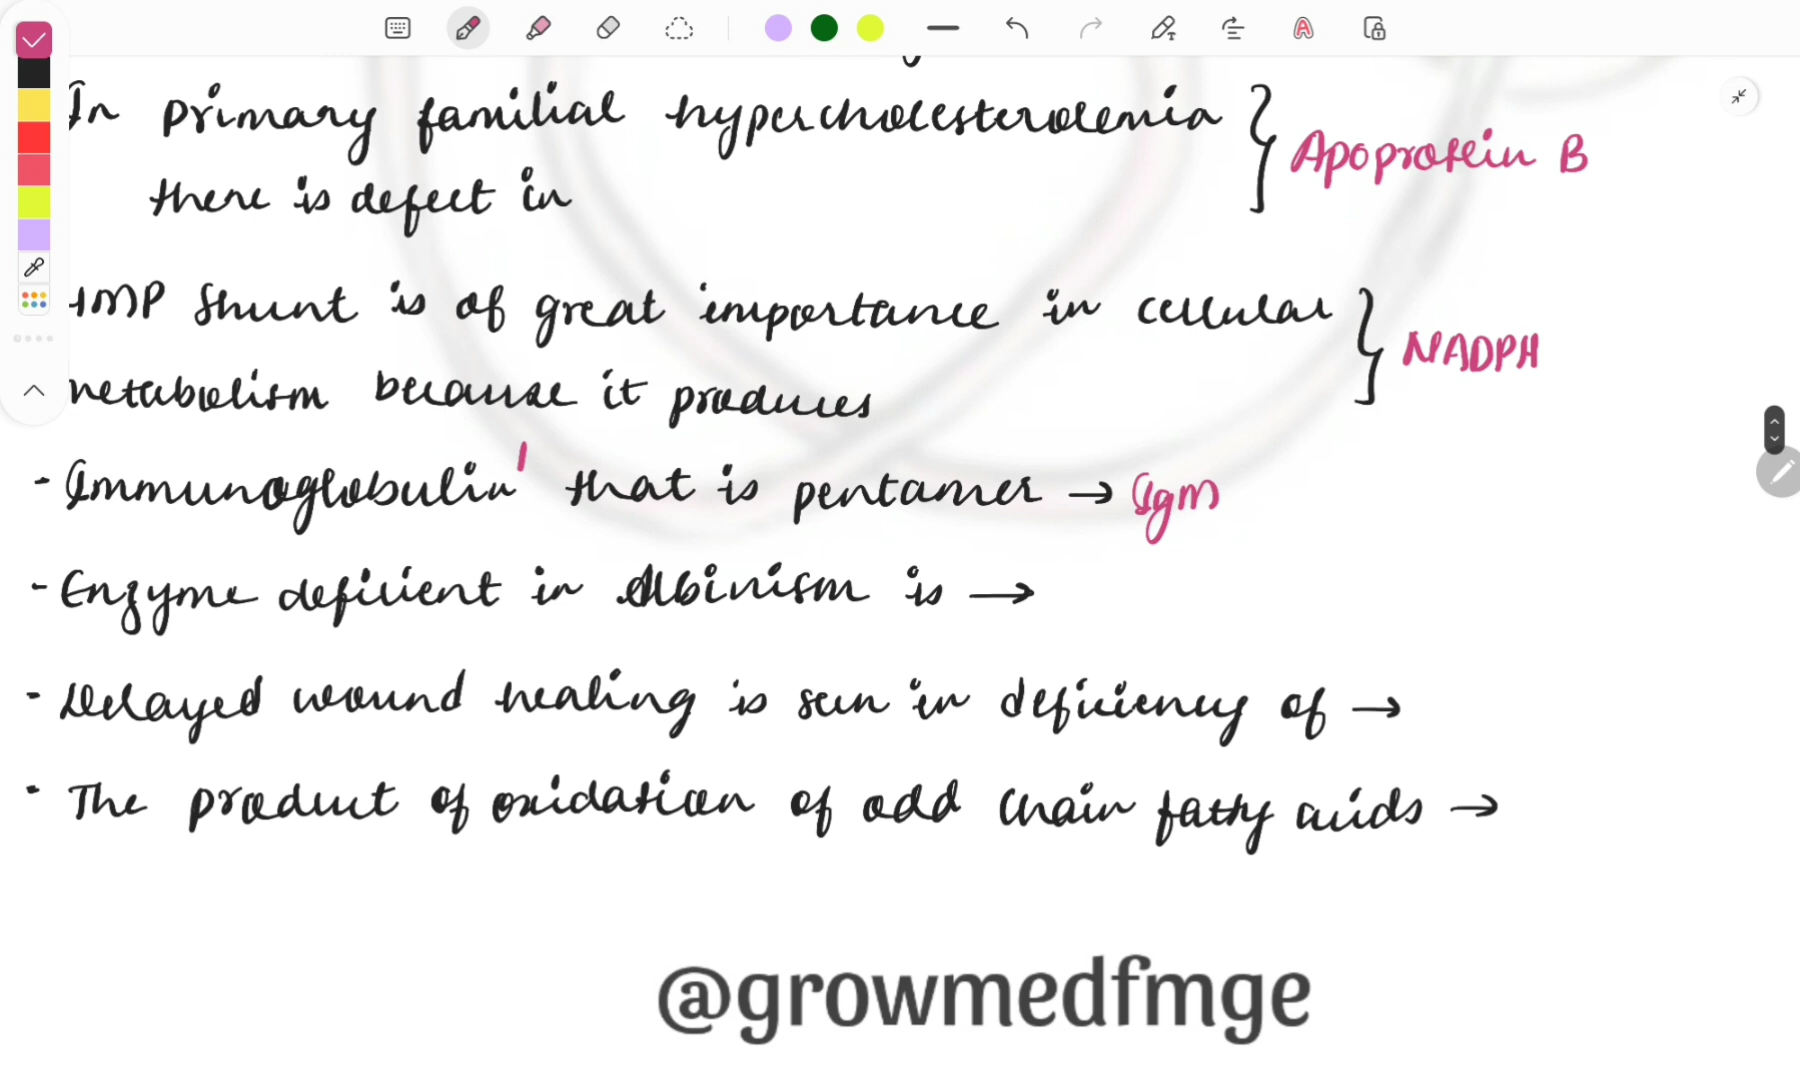 In primary familial hypercholesterolemia } Apoprotein B
there is defect in
HMP Shunt is of great importance in cellular } NADPH
metabolism because it produces
- Immunoglobulin that is pentamer → IgM
- Enzyme deficient in Albinism is →
- Delayed wound healing is seen in deficiency of →
- The product of oxidation of odd chain fatty acids →
@growmedfmge